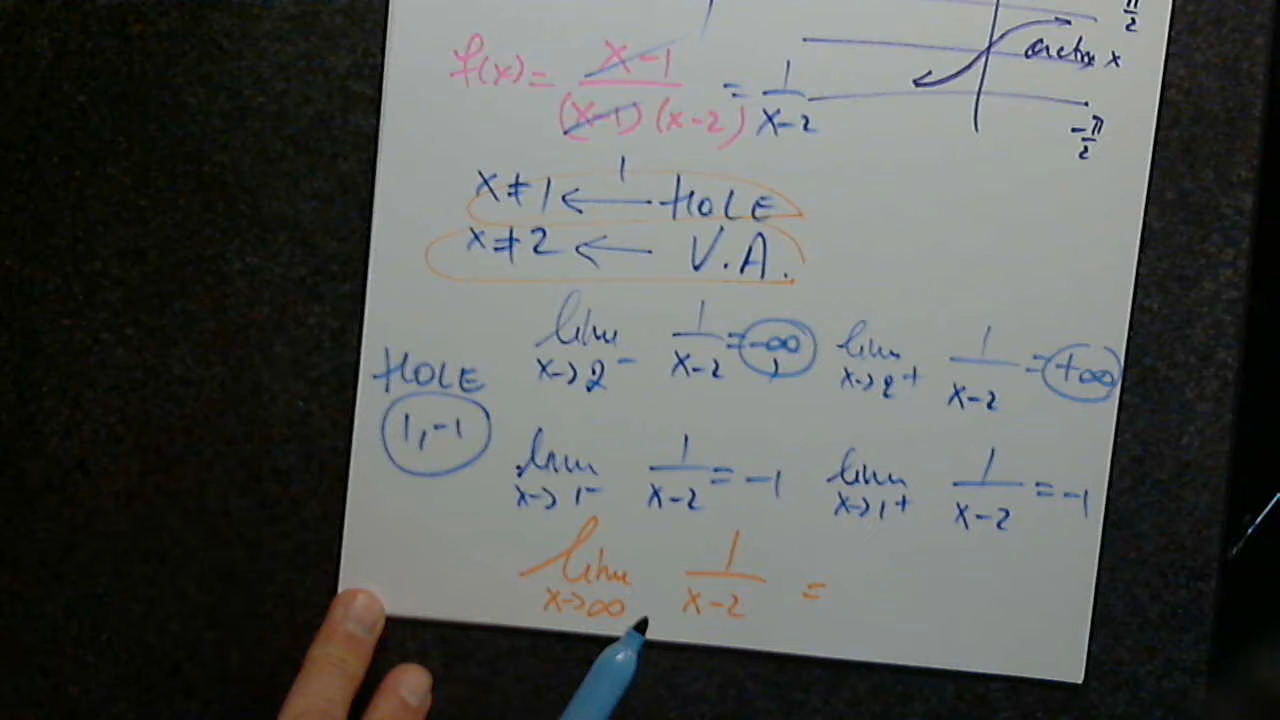 π/2
arctan x
-π/2
f(x) = x-1 / (x-1)(x-2) = 1 / x-2
1
x≠1 ← HOLE
x≠2 ← V.A.
lim x→2⁻ 1/x-2 = -∞, lim x→2⁺ 1/x-2 = +∞
HOLE
1,-1
lim x→1⁻ 1/x-2 = -1 lim x→1⁺ 1/x-2 = -1
lim x→∞ 1/x-2 =